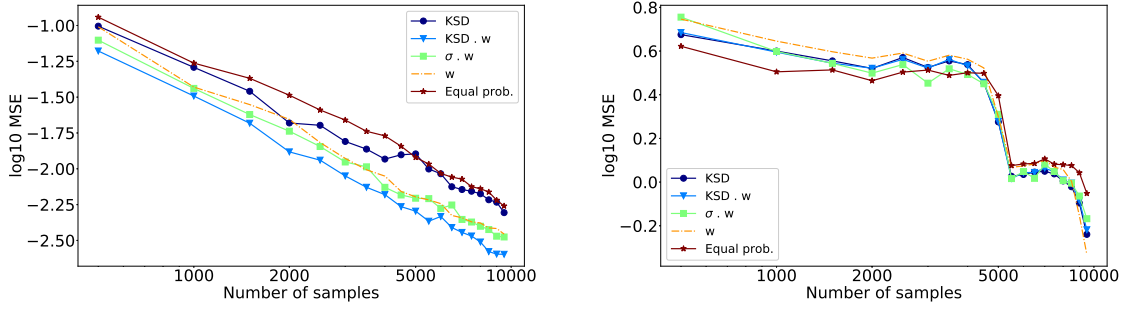 −1.00
−1.25
−1.50
−1.75
−2.00
−2.25
−2.50
log10 MSE
1000
2000
5000
10000
Number of samples
KSD
KSD . w
σ . w
w
Equal prob.
0.8
0.6
0.4
0.2
0.0
−0.2
log10 MSE
KSD
KSD . w
σ . w
w
Equal prob.
1000
2000
5000
10000
Number of samples